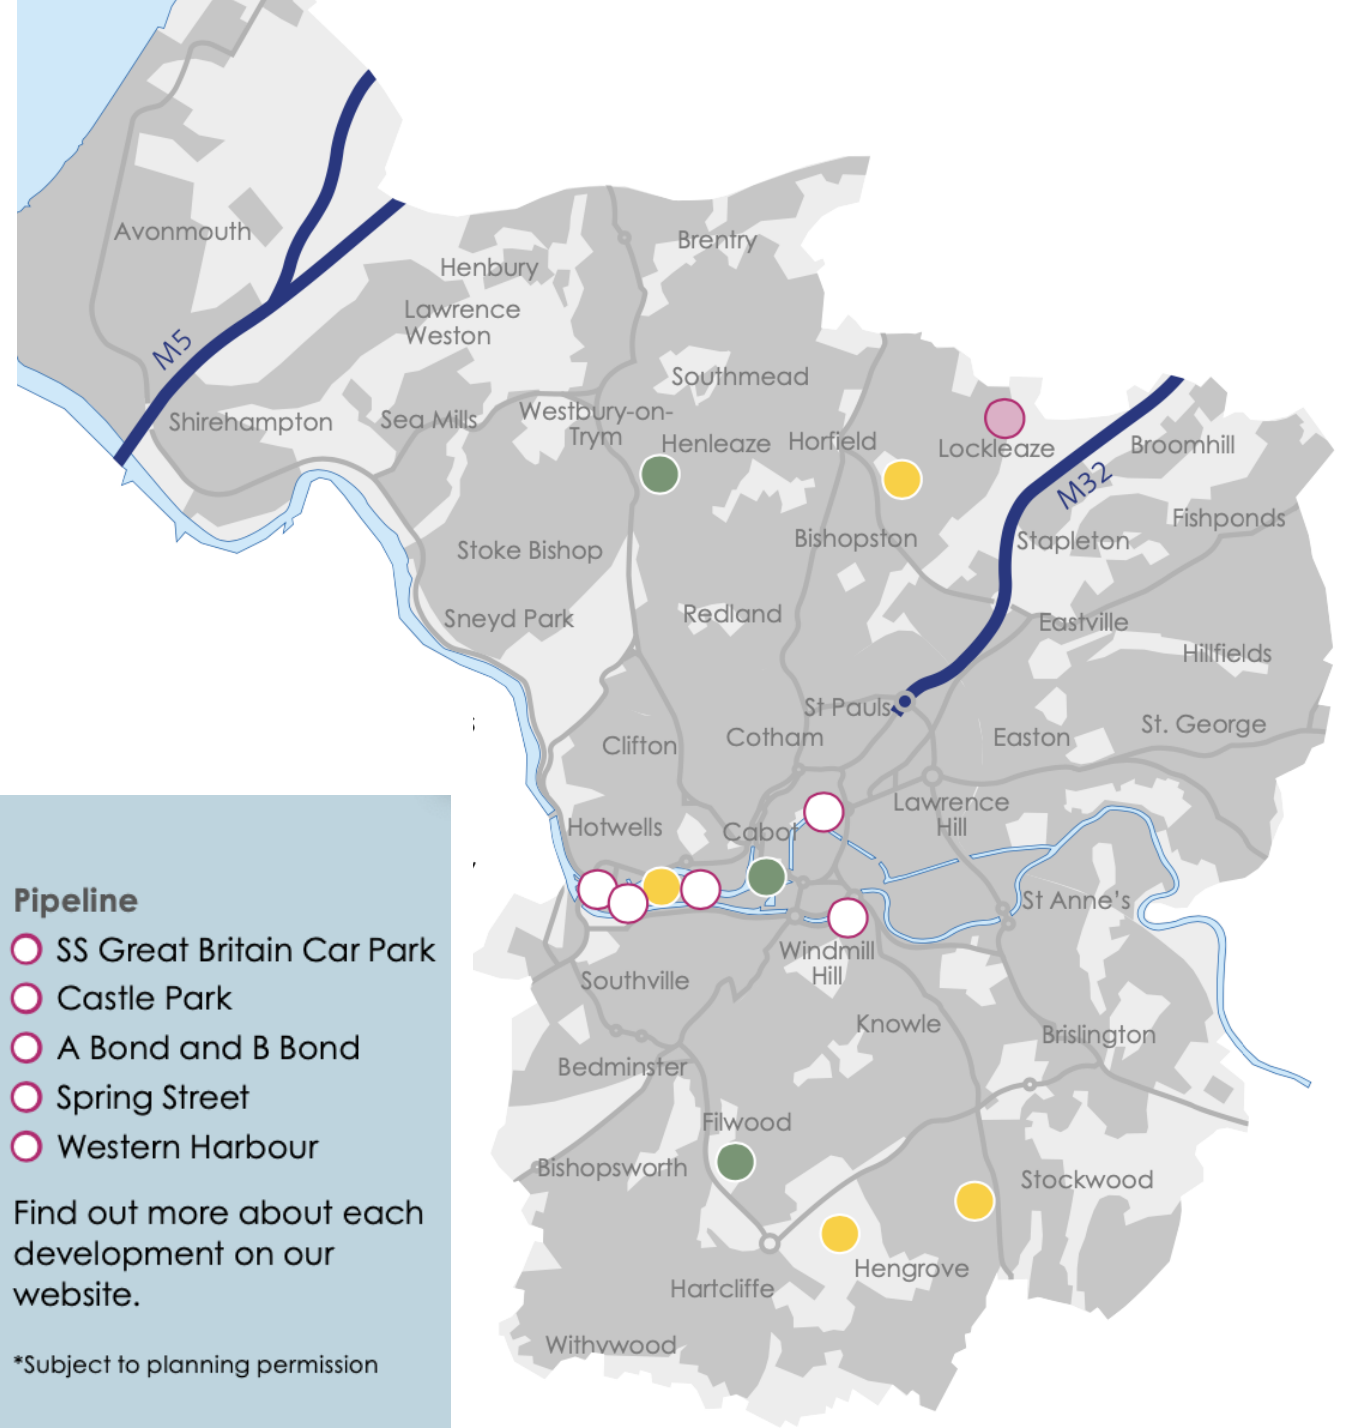 Avonmouth
Brentry
Henbury
Lawrence
Weston
M5
Southmead
Shirehampton
Sea Mills
Westbury-on-
Trym
Henleaze
Horfield
Lockleaze
Broomhill
M32
Fishponds
Stoke Bishop
Bishopston
Stapleton
Sneyd Park
Redland
Eastville
Hillfields
St Pauls
Clifton
Cotham
Easton
St. George
Hotwells
Cabot
Lawrence
Hill
St Anne's
Windmill
Hill
Southville
Knowle
Brislington
Bedminster
Filwood
Bishopsworth
Stockwood
Hengrove
Hartcliffe
Withywood
Pipeline
SS Great Britain Car Park
Castle Park
A Bond and B Bond
Spring Street
Western Harbour
Find out more about each
development on our
website.
*Subject to planning permission